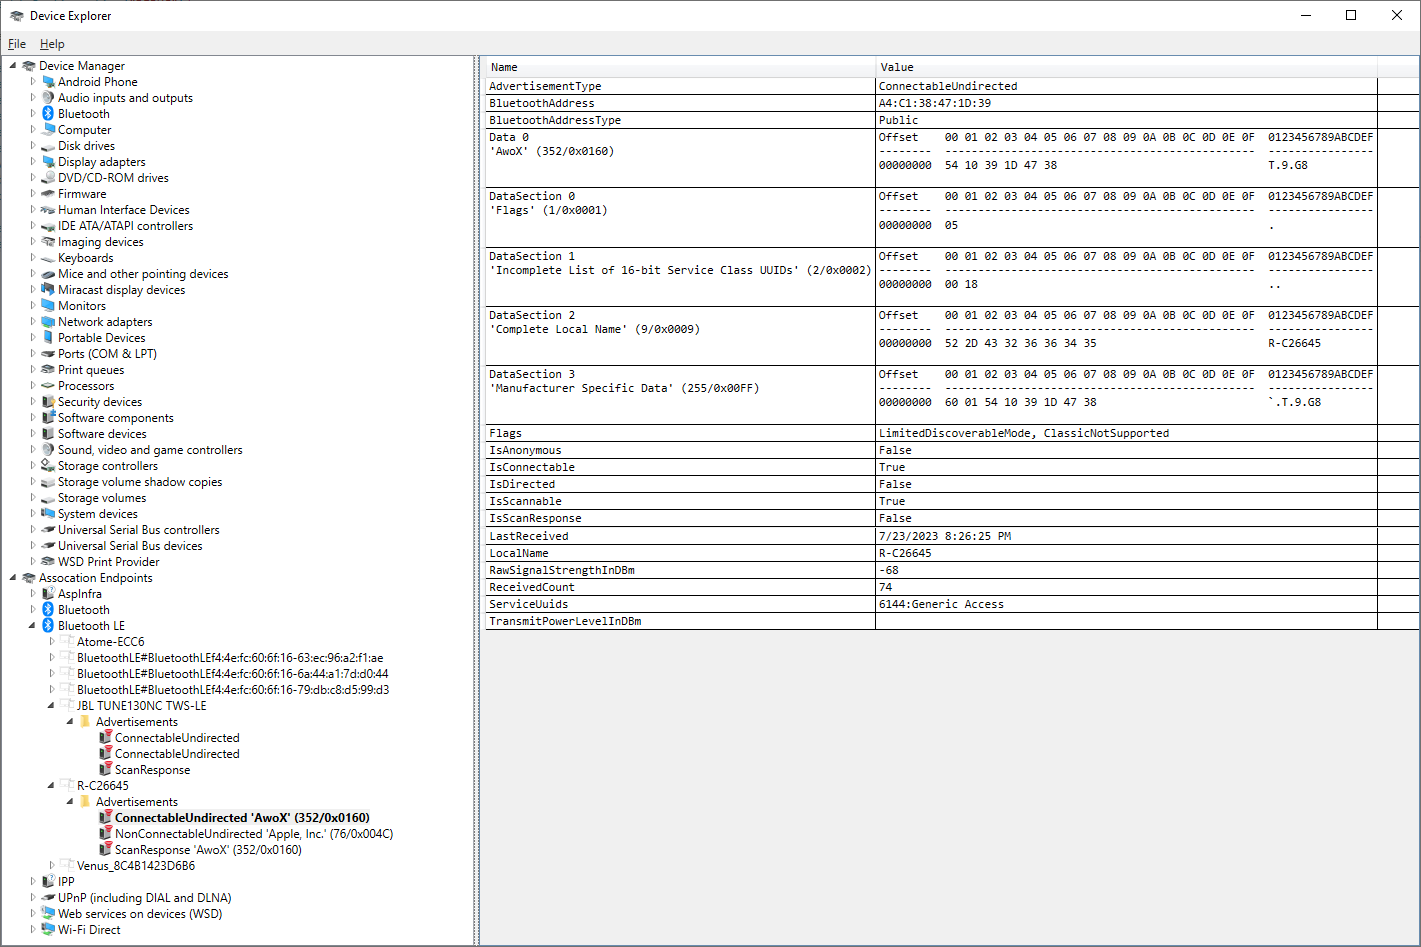 Device Explorer
File Help
Device Manager
Android Phone
Audio inputs and outputs
Bluetooth
Computer
Disk drives
Display adapters
DVD/CD-ROM drives
Firmware
Human Interface Devices
IDE ATA/ATAPI controllers
Imaging devices
Keyboards
Mice and other pointing devices
Miracast display devices
Monitors
Network adapters
Portable Devices
Ports (COM & LPT)
Print queues
Processors
Security devices
Software components
Software devices
Sound, video and game controllers
Storage controllers
Storage volume shadow copies
Storage volumes
System devices
Universal Serial Bus controllers
Universal Serial Bus devices
WSD Print Provider
Assocation Endpoints
AspInfra
Bluetooth
Bluetooth LE
Atome-ECC6
BluetoothLE#BluetoothLEf4:4e:fc:60:6f:16-63:ec:96:a2:f1:ae
BluetoothLE#BluetoothLEf4:4e:fc:60:6f:16-6a:44:a1:7d:d0:44
BluetoothLE#BluetoothLEf4:4e:fc:60:6f:16-79:db:c8:d5:99:d3
JBL TUNE130NC TWS-LE
Advertisements
ConnectableUndirected
ConnectableUndirected
ScanResponse
R-C26645
Advertisements
ConnectableUndirected 'AwoX' (352/0x0160)
NonConnectableUndirected 'Apple, Inc.' (76/0x004C)
ScanResponse 'AwoX' (352/0x0160)
Venus_8C4B1423D6B6
IPP
UPnP (including DIAL and DLNA)
Web services on devices (WSD)
Wi-Fi Direct
Name Value
AdvertisementType ConnectableUndirected
BluetoothAddress A4:C1:38:47:1D:39
BluetoothAddressType Public
Data 0 Offset 00 01 02 03 04 05 06 07 08 09 0A 0B 0C 0D 0E 0F 0123456789ABCDEF
'AwoX' (352/0x0160) -------- ----------------------------------------------- ----------------
00000000 54 10 39 1D 47 38 T.9.G8
DataSection 0 Offset 00 01 02 03 04 05 06 07 08 09 0A 0B 0C 0D 0E 0F 0123456789ABCDEF
'Flags' (1/0x0001) -------- ----------------------------------------------- ----------------
00000000 05 .
DataSection 1 Offset 00 01 02 03 04 05 06 07 08 09 0A 0B 0C 0D 0E 0F 0123456789ABCDEF
'Incomplete List of 16-bit Service Class UUIDs' (2/0x0002) -------- ----------------------------------------------- ----------------
00000000 00 18 ..
DataSection 2 Offset 00 01 02 03 04 05 06 07 08 09 0A 0B 0C 0D 0E 0F 0123456789ABCDEF
'Complete Local Name' (9/0x0009) -------- ----------------------------------------------- ----------------
00000000 52 2D 43 32 36 36 34 35 R-C26645
DataSection 3 Offset 00 01 02 03 04 05 06 07 08 09 0A 0B 0C 0D 0E 0F 0123456789ABCDEF
'Manufacturer Specific Data' (255/0x00FF) -------- ----------------------------------------------- ----------------
00000000 60 01 54 10 39 1D 47 38 `.T.9.G8
Flags LimitedDiscoverableMode, ClassicNotSupported
IsAnonymous False
IsConnectable True
IsDirected False
IsScannable True
IsScanResponse False
LastReceived 7/23/2023 8:26:25 PM
LocalName R-C26645
RawSignalStrengthInDBm -68
ReceivedCount 74
ServiceUuids 6144:Generic Access
TransmitPowerLevelInDBm